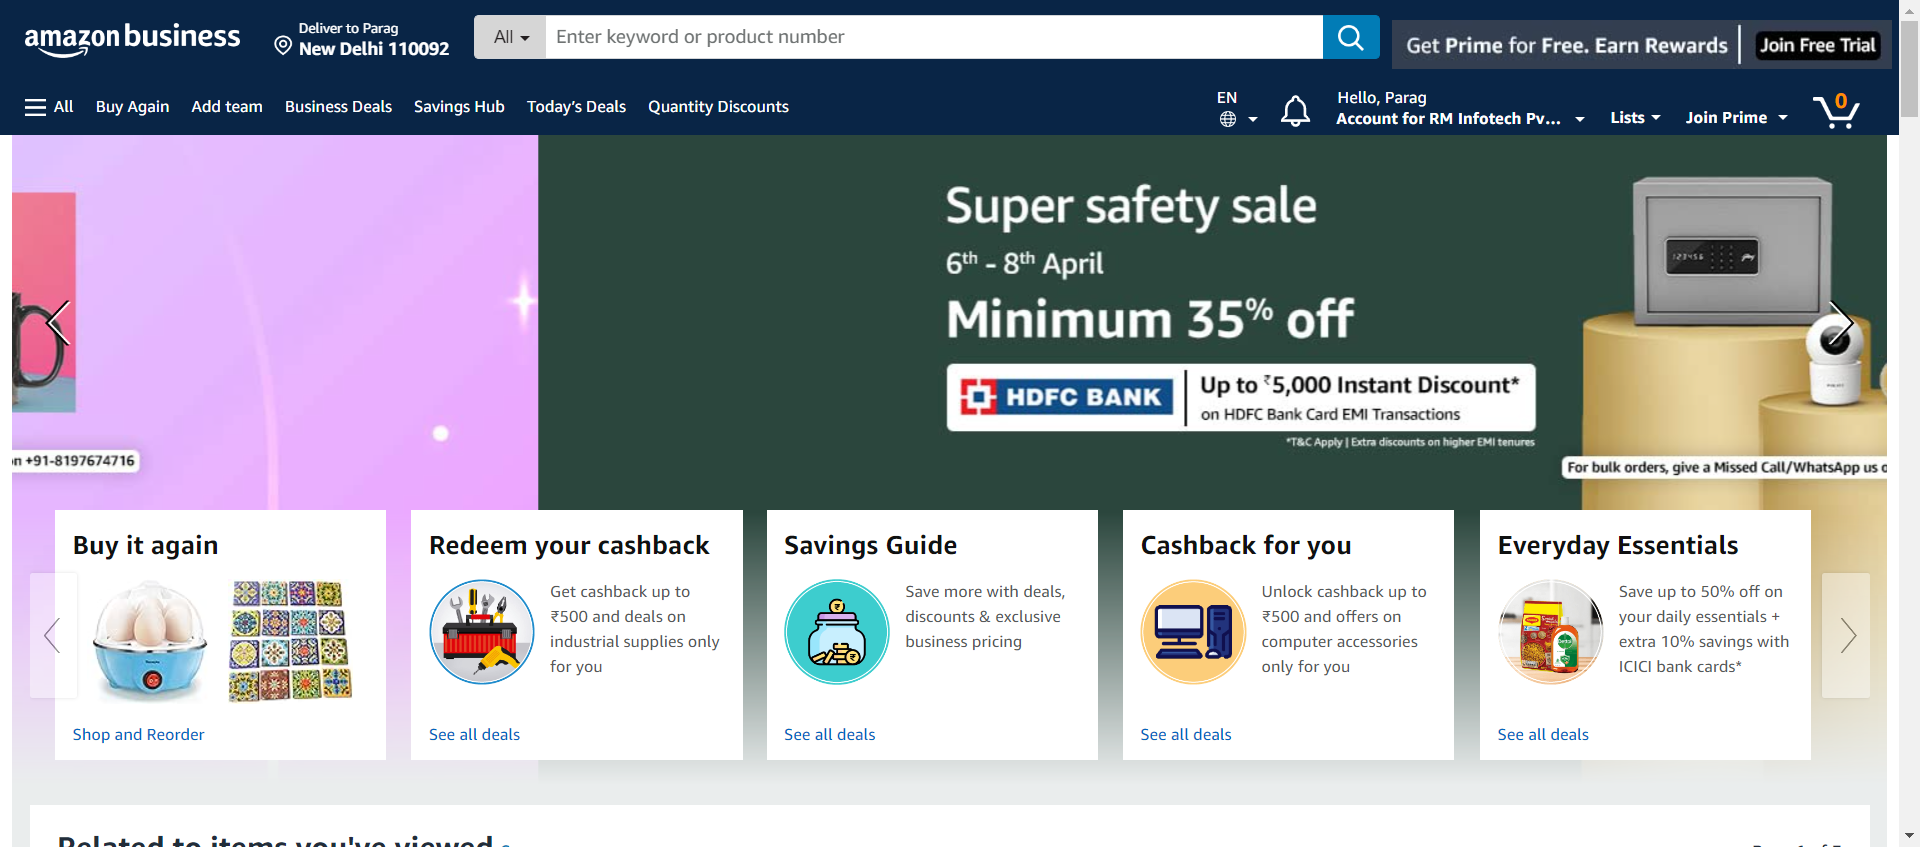 amazon business
Deliver to Parag
New Delhi 110092
All
Enter keyword or product number
Get Prime for Free. Earn Rewards
Join Free Trial
All
Buy Again
Add team
Business Deals
Savings Hub
Today's Deals
Quantity Discounts
EN
Hello, Parag
Account for RM Infotech Pv...
Lists
Join Prime
0
Super safety sale
6th - 8th April
Minimum 35% off
HDFC BANK
Up to ₹5,000 Instant Discount*
on HDFC Bank Card EMI Transactions
*T&C Apply | Extra discounts on higher EMI tenures
123456
n +91-8197674716
For bulk orders, give a Missed Call/WhatsApp us o
Buy it again
Shop and Reorder
Redeem your cashback
Get cashback up to
₹500 and deals on
industrial supplies only
for you
See all deals
Savings Guide
Save more with deals,
discounts & exclusive
business pricing
See all deals
Cashback for you
Unlock cashback up to
₹500 and offers on
computer accessories
only for you
See all deals
Everyday Essentials
Save up to 50% off on
your daily essentials +
extra 10% savings with
ICICI bank cards*
See all deals
Related to items you've viewed